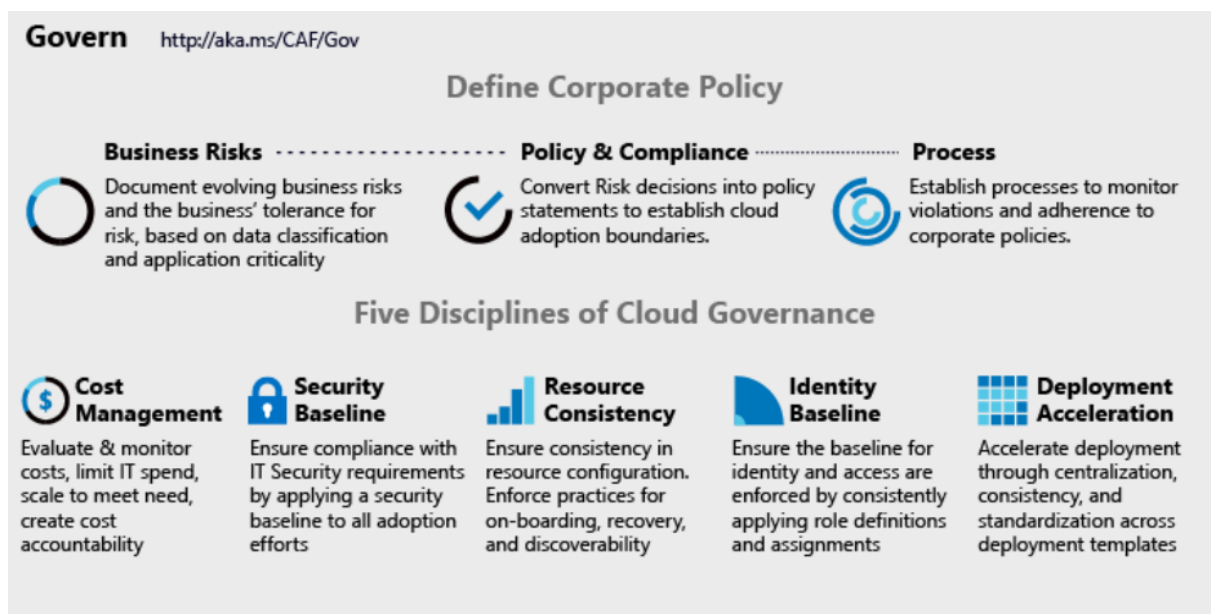 Govern http://aka.ms/CAF/Gov
Define Corporate Policy
Business Risks
Document evolving business risks
and the business’ tolerance for
risk, based on data classification
and application criticality
Policy & Compliance
Convert Risk decisions into policy
statements to establish cloud
adoption boundaries.
Process
Establish processes to monitor
violations and adherence to
corporate policies.
Five Disciplines of Cloud Governance
$
Cost
Management
Evaluate & monitor
costs, limit IT spend,
scale to meet need,
create cost
accountability
Security
Baseline
Ensure compliance with
IT Security requirements
by applying a security
baseline to all adoption
efforts
Resource
Consistency
Ensure consistency in
resource configuration.
Enforce practices for
on-boarding, recovery,
and discoverability
Identity
Baseline
Ensure the baseline for
identity and access are
enforced by consistently
applying role definitions
and assignments
Deployment
Acceleration
Accelerate deployment
through centralization,
consistency, and
standardization across
deployment templates